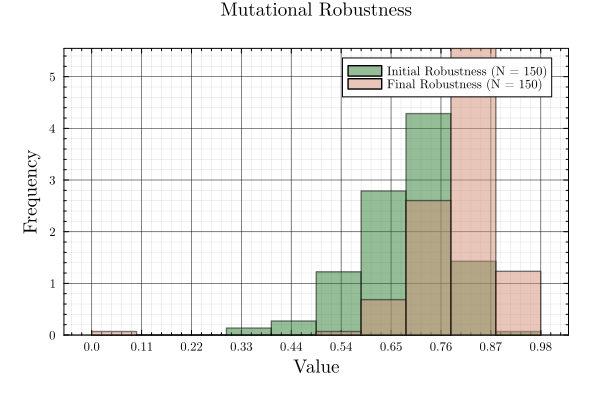 Mutational Robustness
Initial Robustness (N = 150)
Final Robustness (N = 150)
Frequency
5
4
3
2
1
0
0.0 0.11 0.22 0.33 0.44 0.54 0.65 0.76 0.87 0.98
Value